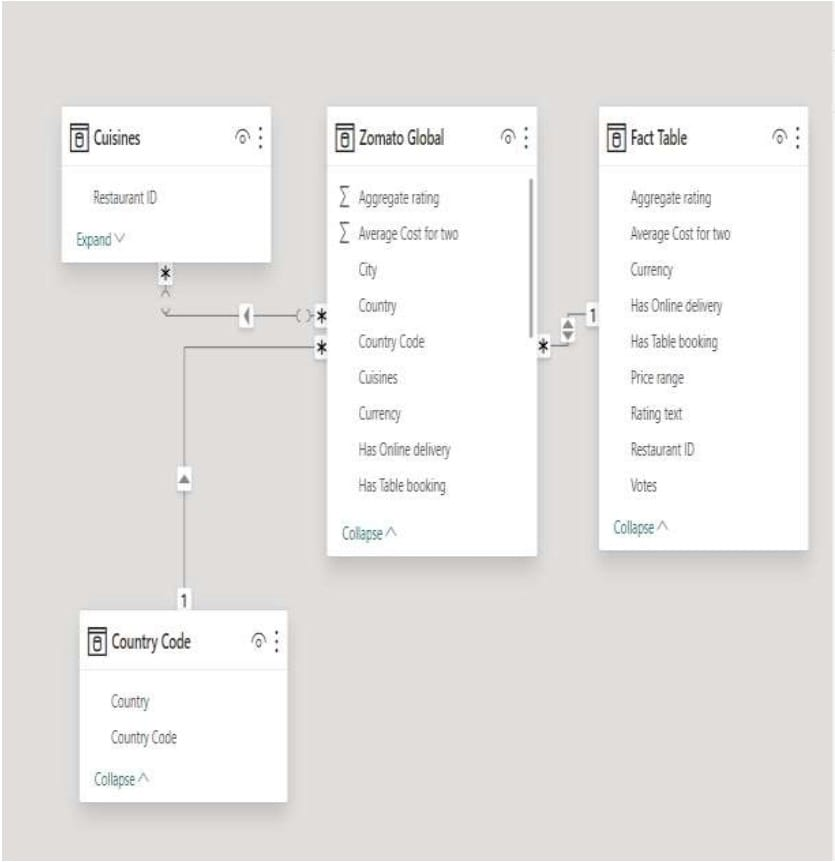 Cuisines
Restaurant ID
Expand
*
*
*
Zomato Global
Σ Aggregate rating
Σ Average Cost for two
City
Country
Country Code
Cuisines
Currency
Has Online delivery
Has Table booking
Collapse
*
1
Fact Table
Aggregate rating
Average Cost for two
Currency
Has Online delivery
Has Table booking
Price range
Rating text
Restaurant ID
Votes
Collapse
1
Country Code
Country
Country Code
Collapse